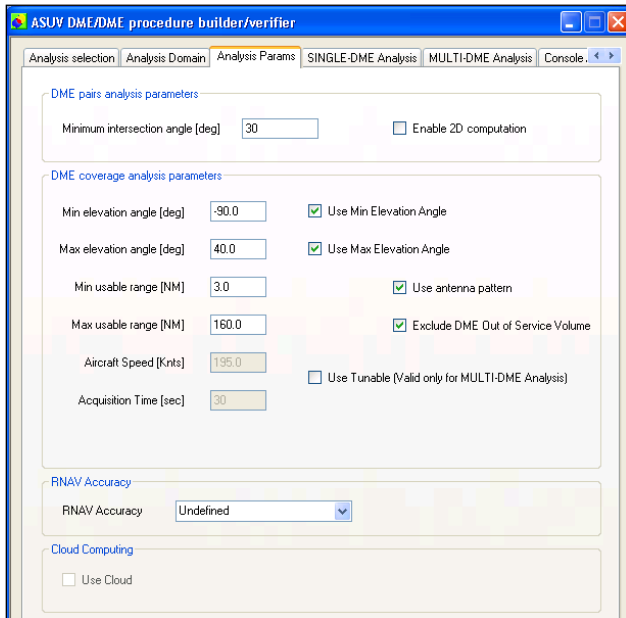 ASUV DME/DME procedure builder/verifier
Analysis selection Analysis Domain Analysis Params SINGLE-DME Analysis MULTI-DME Analysis Console
DME pairs analysis parameters
Minimum intersection angle [deg] 30 Enable 2D computation
DME coverage analysis parameters
Min elevation angle [deg] -90.0 Use Min Elevation Angle
Max elevation angle [deg] 40.0 Use Max Elevation Angle
Min usable range [NM] 3.0 Use antenna pattern
Max usable range [NM] 160.0 Exclude DME Out of Service Volume
Aircraft Speed [Knts] 195.0
Use Tunable (Valid only for MULTI-DME Analysis)
Acquisition Time [sec] 30
RNAV Accuracy
RNAV Accuracy Undefined
Cloud Computing
Use Cloud